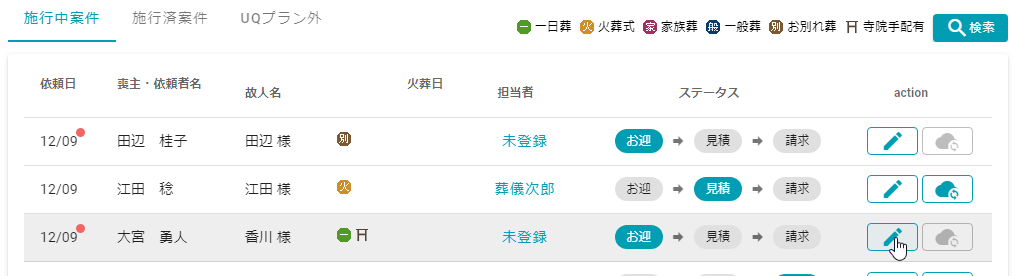 施行中案件 施行済案件 UQプラン外
一 一日葬 火 火葬式 家 家族葬 般 一般葬 別 お別れ葬 寺院手配有 検索
依頼日 喪主・依頼者名 故人名 火葬日 担当者 ステータス action
12/09 田辺 桂子 田辺 様 別 未登録 お迎 見積 請求
12/09 江田 稔 江田 様 火 葬儀次郎 お迎 見積 請求
12/09 大宮 勇人 香川 様 一 未登録 お迎 見積 請求